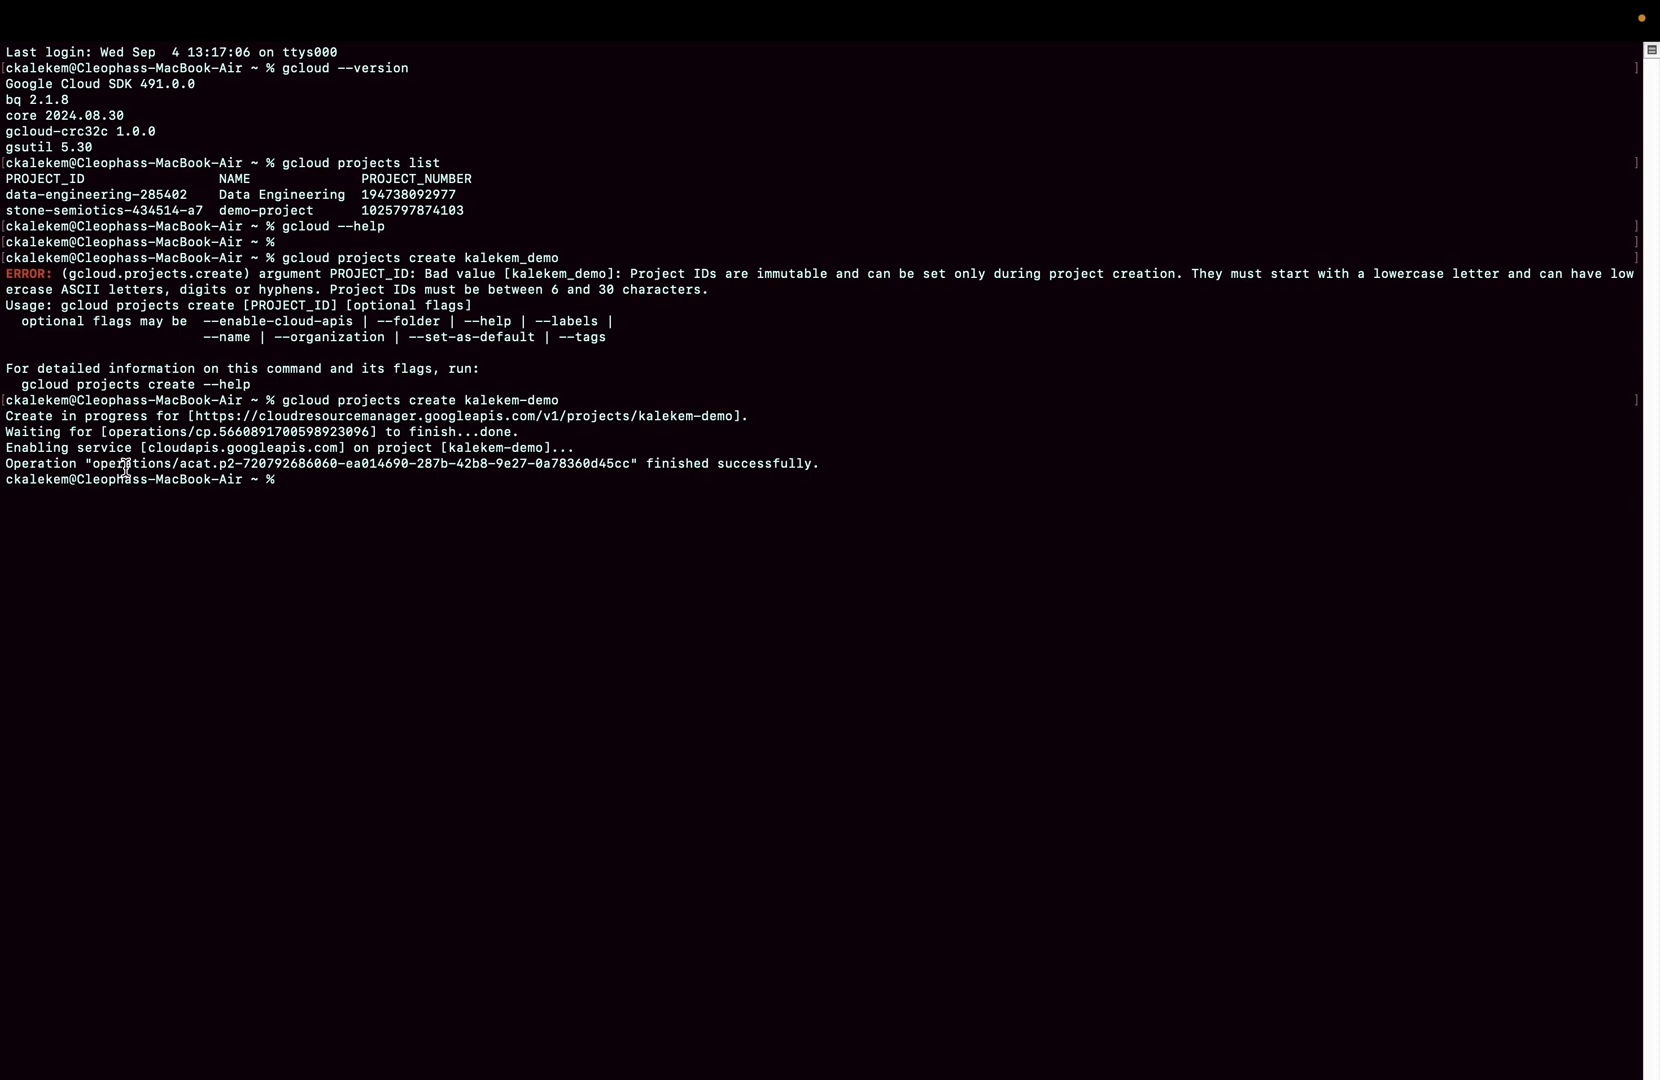 Last login: Wed Sep  4 13:17:06 on ttys000
[ckalekem@Cleophass-MacBook-Air ~ % gcloud --version ]
Google Cloud SDK 491.0.0
bq 2.1.8
core 2024.08.30
gcloud-crc32c 1.0.0
gsutil 5.30
[ckalekem@Cleophass-MacBook-Air ~ % gcloud projects list ]
PROJECT_ID                 NAME              PROJECT_NUMBER
data-engineering-285402    Data Engineering  194738092977
stone-semiotics-434514-a7  demo-project      1025797874103
[ckalekem@Cleophass-MacBook-Air ~ % gcloud --help ]
[ckalekem@Cleophass-MacBook-Air ~ % ]
[ckalekem@Cleophass-MacBook-Air ~ % gcloud projects create kalekem_demo ]
ERROR: (gcloud.projects.create) argument PROJECT_ID: Bad value [kalekem_demo]: Project IDs are immutable and can be set only during project creation. They must start with a lowercase letter and can have low
ercase ASCII letters, digits or hyphens. Project IDs must be between 6 and 30 characters.
Usage: gcloud projects create [PROJECT_ID] [optional flags]
  optional flags may be  --enable-cloud-apis | --folder | --help | --labels |
                         --name | --organization | --set-as-default | --tags
For detailed information on this command and its flags, run:
  gcloud projects create --help
[ckalekem@Cleophass-MacBook-Air ~ % gcloud projects create kalekem-demo ]
Create in progress for [https://cloudresourcemanager.googleapis.com/v1/projects/kalekem-demo].
Waiting for [operations/cp.5660891700598923096] to finish...done.
Enabling service [cloudapis.googleapis.com] on project [kalekem-demo]...
Operation "operations/acat.p2-720792686060-ea014690-287b-42b8-9e27-0a78360d45cc" finished successfully.
ckalekem@Cleophass-MacBook-Air ~ %